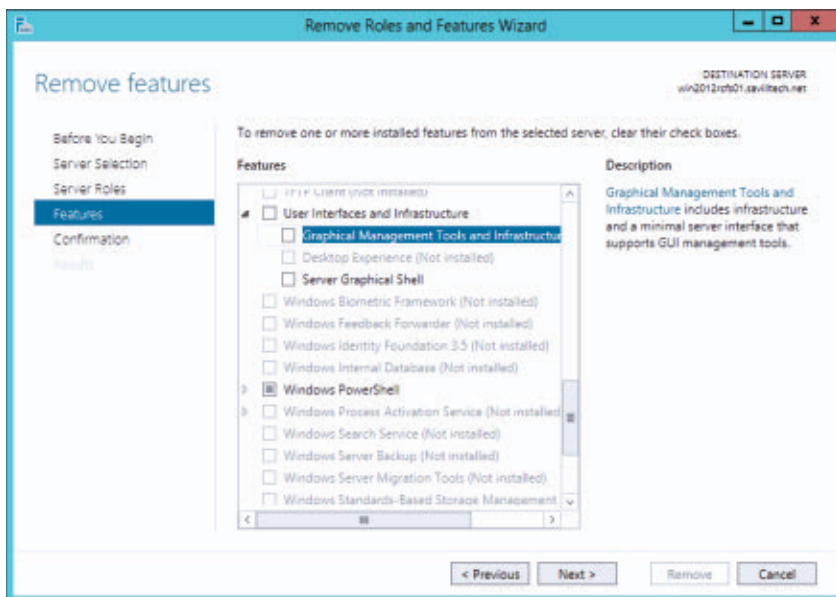 Remove Roles and Features Wizard
Remove features
DESTINATION SERVER
win2012rdfs01.savilltech.net
Before You Begin
Server Selection
Server Roles
Features
Confirmation
Results
To remove one or more installed features from the selected server, clear their check boxes.
Features
TFTP Client (Not installed)
User Interfaces and Infrastructure
Graphical Management Tools and Infrastructu
Desktop Experience (Not installed)
Server Graphical Shell
Windows Biometric Framework (Not installed)
Windows Feedback Forwarder (Not installed)
Windows Identity Foundation 3.5 (Not installed)
Windows Internal Database (Not installed)
Windows PowerShell
Windows Process Activation Service (Not installed
Windows Search Service (Not installed)
Windows Server Backup (Not installed)
Windows Server Migration Tools (Not installed)
Windows Standards-Based Storage Management
Description
Graphical Management Tools and
Infrastructure includes infrastructure
and a minimal server interface that
supports GUI management tools.
< Previous
Next >
Remove
Cancel